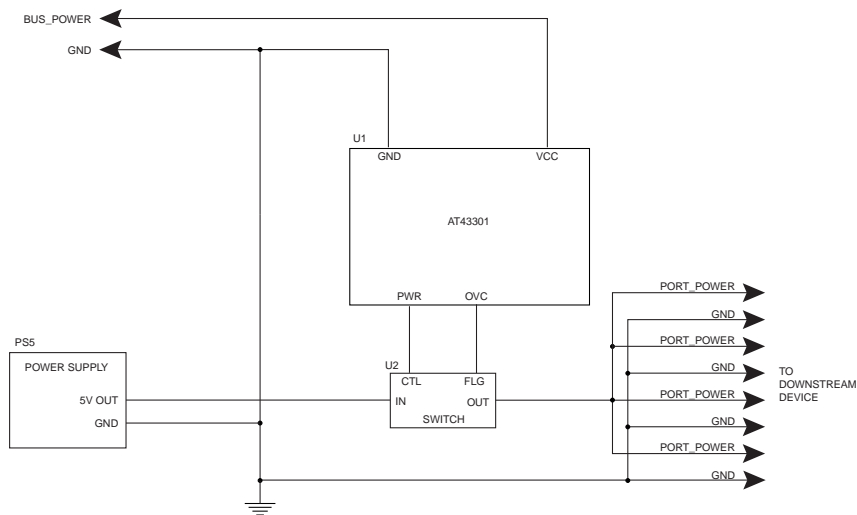 BUS_POWER
GND
U1
GND
VCC
AT43301
PWR
OVC
PORT_POWER
GND
PORT_POWER
GND
PORT_POWER
GND
PORT_POWER
GND
TO
DOWNSTREAM
DEVICE
PS5
POWER SUPPLY
5V OUT
GND
U2
CTL
FLG
IN
OUT
SWITCH